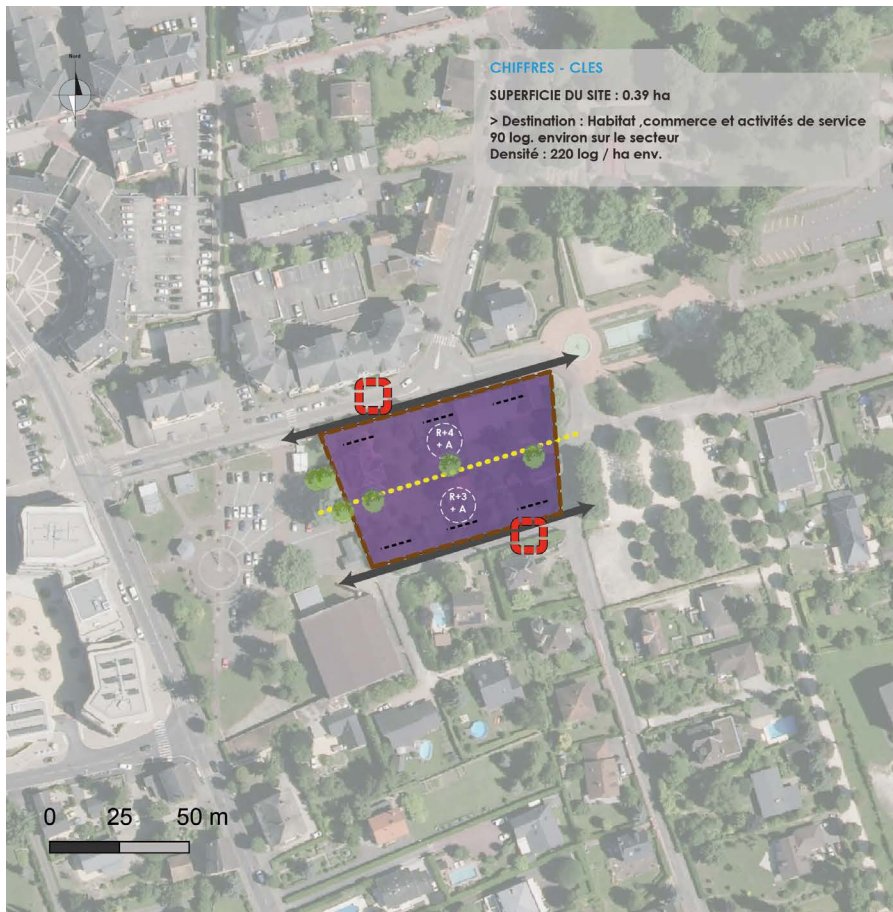 Nord
CHIFFRES - CLES
SUPERFICIE DU SITE : 0.39 ha
> Destination : Habitat ,commerce et activités de service
90 log. environ sur le secteur
Densité : 220 log / ha env.
R+4
+ A
R+3
+ A
0 25 50 m